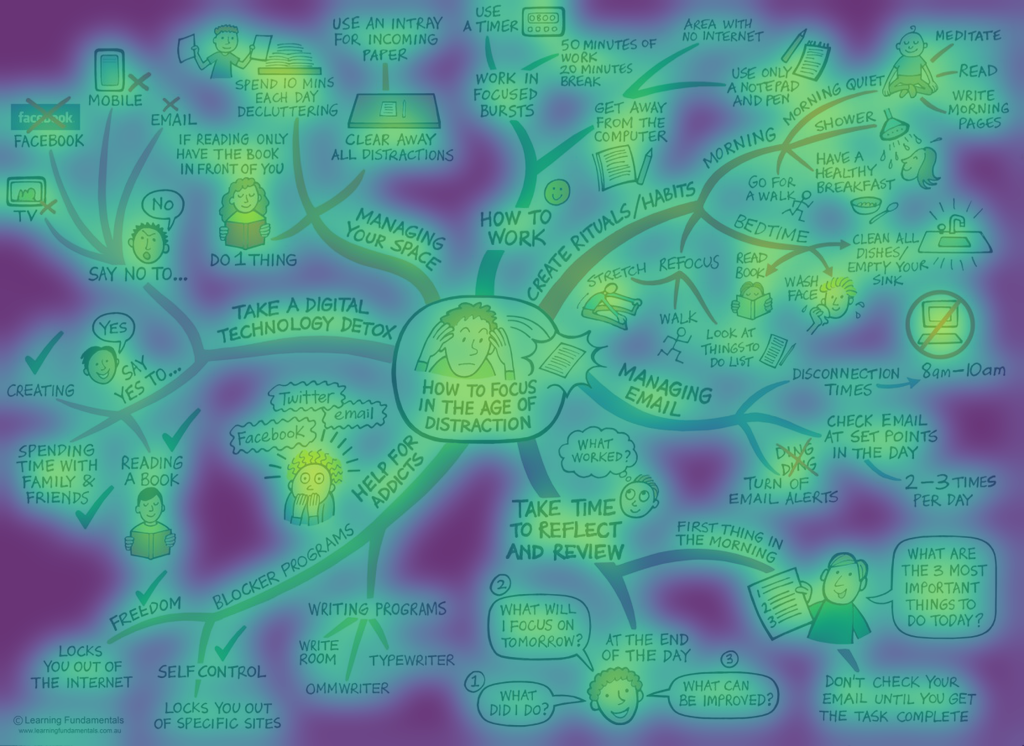 HOW TO FOCUS
IN THE AGE OF
DISTRACTION
MANAGING
YOUR SPACE
USE AN INTRAY
FOR INCOMING
PAPER
CLEAR AWAY
ALL DISTRACTIONS
SPEND 10 MINS
EACH DAY
DECLUTTERING
IF READING ONLY
HAVE THE BOOK
IN FRONT OF YOU
DO 1 THING
HOW TO
WORK
WORK IN
FOCUSED
BURSTS
USE
A TIMER
50 MINUTES OF
WORK
20 MINUTES
BREAK
GET AWAY
FROM THE
COMPUTER
AREA WITH
NO INTERNET
USE ONLY
A NOTEPAD
AND PEN
CREATE RITUALS/HABITS
MORNING
MORNING QUIET
MEDITATE
READ
WRITE
MORNING
PAGES
SHOWER
HAVE A
HEALTHY
BREAKFAST
GO FOR
A WALK
BEDTIME
CLEAN ALL
DISHES/
EMPTY YOUR
SINK
READ
BOOK
WASH
FACE
REFOCUS
STRETCH
WALK
LOOK AT
THINGS TO
DO LIST
MANAGING
EMAIL
DISCONNECTION
TIMES
8am-10am
CHECK EMAIL
AT SET POINTS
IN THE DAY
2-3 TIMES
PER DAY
DING
DING
TURN OF
EMAIL ALERTS
TAKE TIME
TO REFLECT
AND REVIEW
WHAT
WORKED?
FIRST THING IN
THE MORNING
1
2
3
WHAT ARE
THE 3 MOST
IMPORTANT
THINGS TO
DO TODAY?
DON'T CHECK YOUR
EMAIL UNTIL YOU GET
THE TASK COMPLETE
AT THE END
OF THE DAY
1
WHAT
DID I DO?
2
WHAT WILL
I FOCUS ON
TOMORROW?
3
WHAT CAN
BE IMPROVED?
HELP FOR
ADDICTS
Twitter
email
Facebook
BLOCKER PROGRAMS
FREEDOM
LOCKS
YOU OUT OF
THE INTERNET
SELF CONTROL
LOCKS YOU OUT
OF SPECIFIC SITES
WRITING PROGRAMS
WRITE
ROOM
OMMWRITER
TYPEWRITER
TAKE A DIGITAL
TECHNOLOGY DETOX
SAY NO TO...
NO
MOBILE
EMAIL
facebook
FACEBOOK
TV
SAY
YES TO...
YES
CREATING
SPENDING
TIME WITH
FAMILY &
FRIENDS
READING
A BOOK
© Learning Fundamentals
www.learningfundamentals.com.au